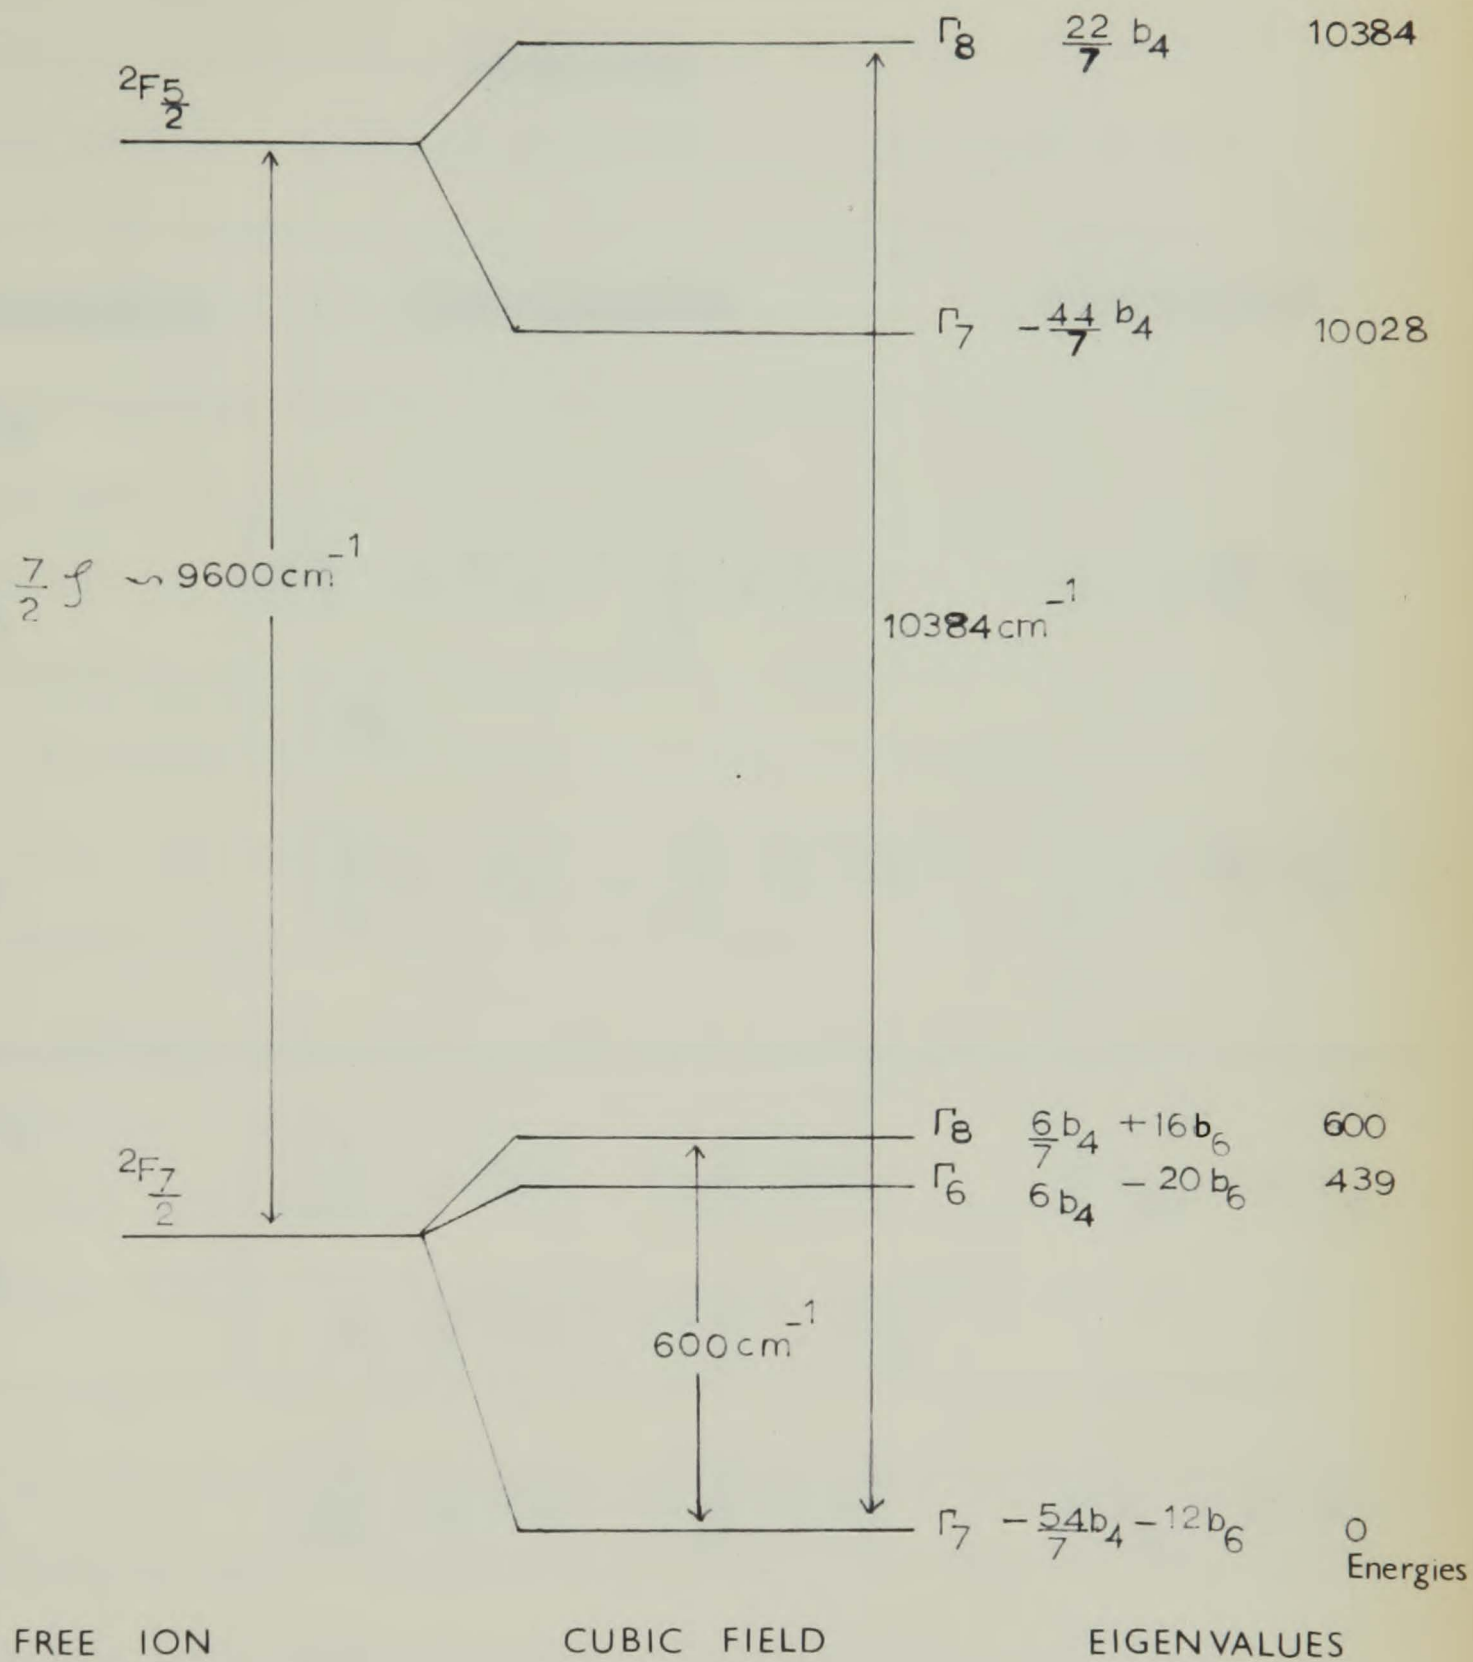 Γ8 22/7 b4 10384
2F5/2
Γ7 -44/7 b4 10028
7/2 ζ ~ 9600 cm-1
10384 cm-1
Γ8 6/7 b4 + 16 b6 600
2F7/2
Γ6 6b4 - 20 b6 439
600 cm-1
Γ7 -54/7 b4 - 12 b6 0
Energies
FREE ION CUBIC FIELD EIGENVALUES